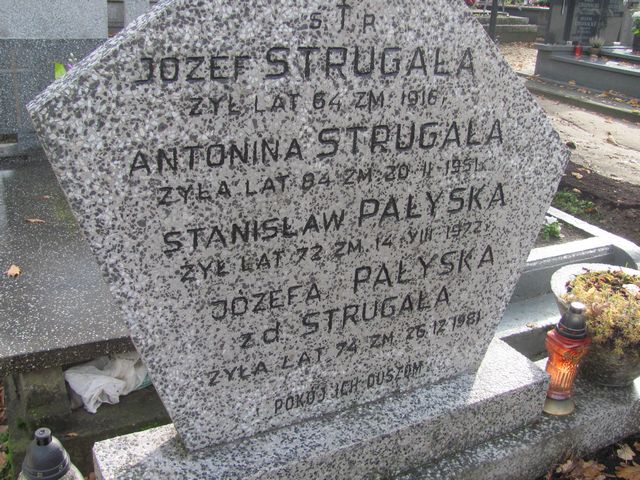 Ś.T.P.
JÓZEF STRUGAŁA
ŻYŁ LAT 64 ZM. 1916 r.
ANTONINA STRUGAŁA
ŻYŁA LAT 84 ZM. 20 11 1951 r.
STANISŁAW PAŁYSKA
ŻYŁ LAT 72 ZM. 14 VIII 1972 r.
JÓZEFA PAŁYSKA
z d. STRUGAŁA
ŻYŁA LAT 74 ZM. 26 12 1981
POKÓJ ICH DUSZOM